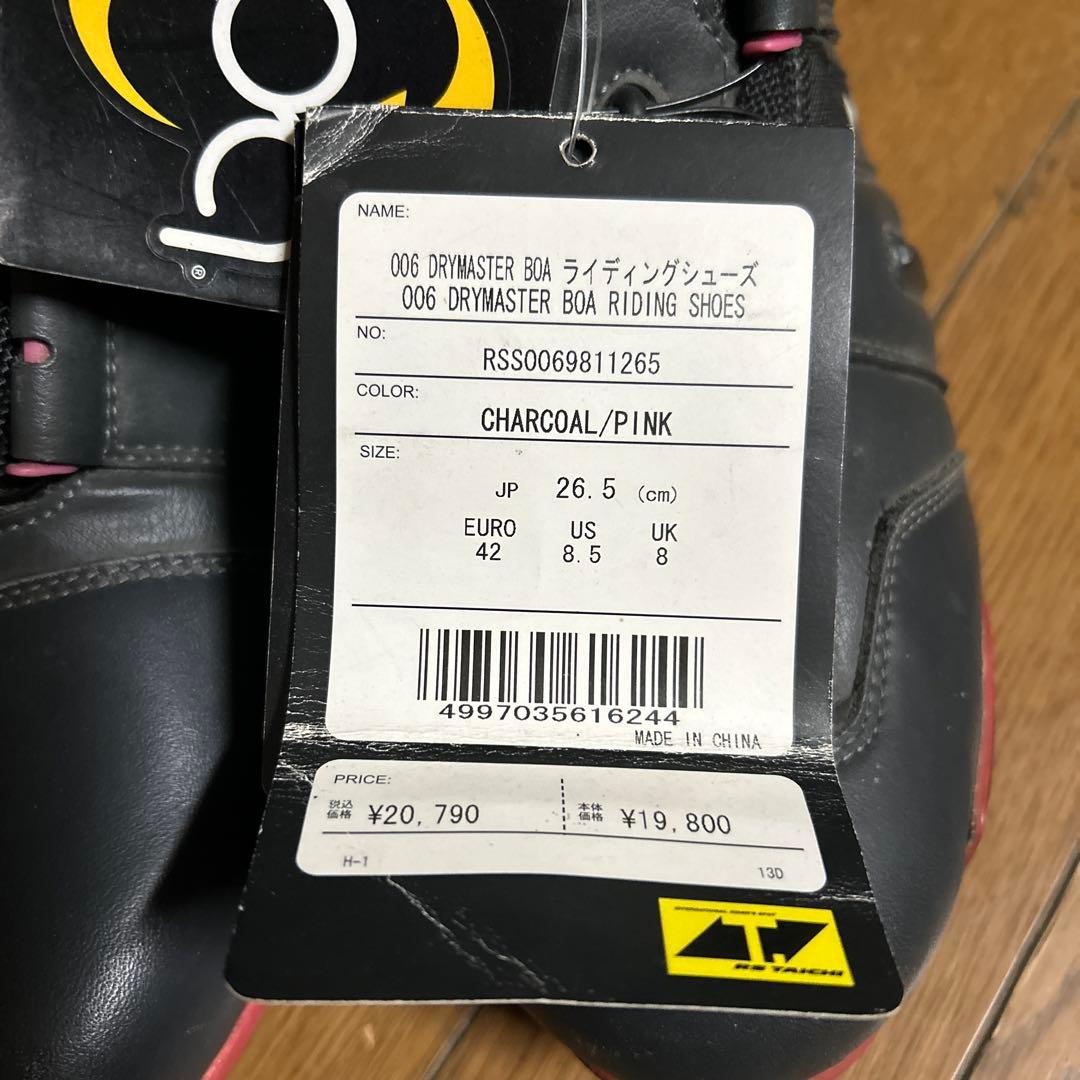 boa
®
NAME:
006 DRYMASTER BOA ライディングシューズ
006 DRYMASTER BOA RIDING SHOES
NO:
RSS0069811265
COLOR:
CHARCOAL/PINK
SIZE:
JP 26.5 (cm)
EURO US UK
42 8.5 8
4997035616244
MADE IN CHINA
PRICE:
税込価格 ¥20,790 本体価格 ¥19,800
H-1 13D
RS TAICHI